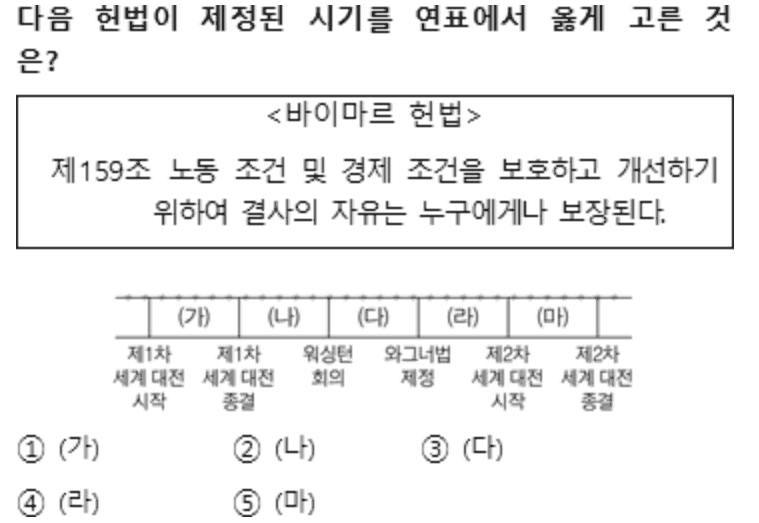 다음 헌법이 제정된 시기를 연표에서 옳게 고른 것
은?
<바이마르 헌법>
제159조 노동 조건 및 경제 조건을 보호하고 개선하기
위하여 결사의 자유는 누구에게나 보장된다.
(가) (나) (다) (라) (마)
제1차 제1차 워싱턴 와그너법 제2차 제2차
세계 대전 세계 대전 회의 제정 세계 대전 세계 대전
시작 종결 시작 종결
① (가) ② (나) ③ (다)
④ (라) ⑤ (마)